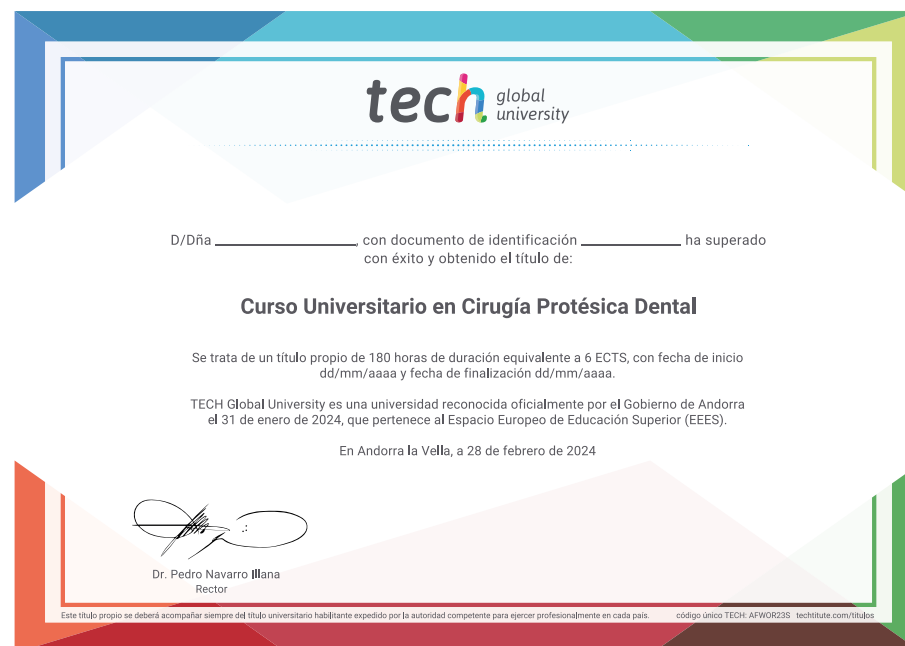 tech global university
D/Dña ______________, con documento de identificación __________ ha superado
con éxito y obtenido el título de:
Curso Universitario en Cirugía Protésica Dental
Se trata de un título propio de 180 horas de duración equivalente a 6 ECTS, con fecha de inicio
dd/mm/aaaa y fecha de finalización dd/mm/aaaa.
TECH Global University es una universidad reconocida oficialmente por el Gobierno de Andorra
el 31 de enero de 2024, que pertenece al Espacio Europeo de Educación Superior (EEES).
En Andorra la Vella, a 28 de febrero de 2024
Dr. Pedro Navarro Illana
Rector
Este título propio se deberá acompañar siempre del título universitario habilitante expedido por la autoridad competente para ejercer profesionalmente en cada país. código único TECH: AFWOR23S techtitute.com/titulos